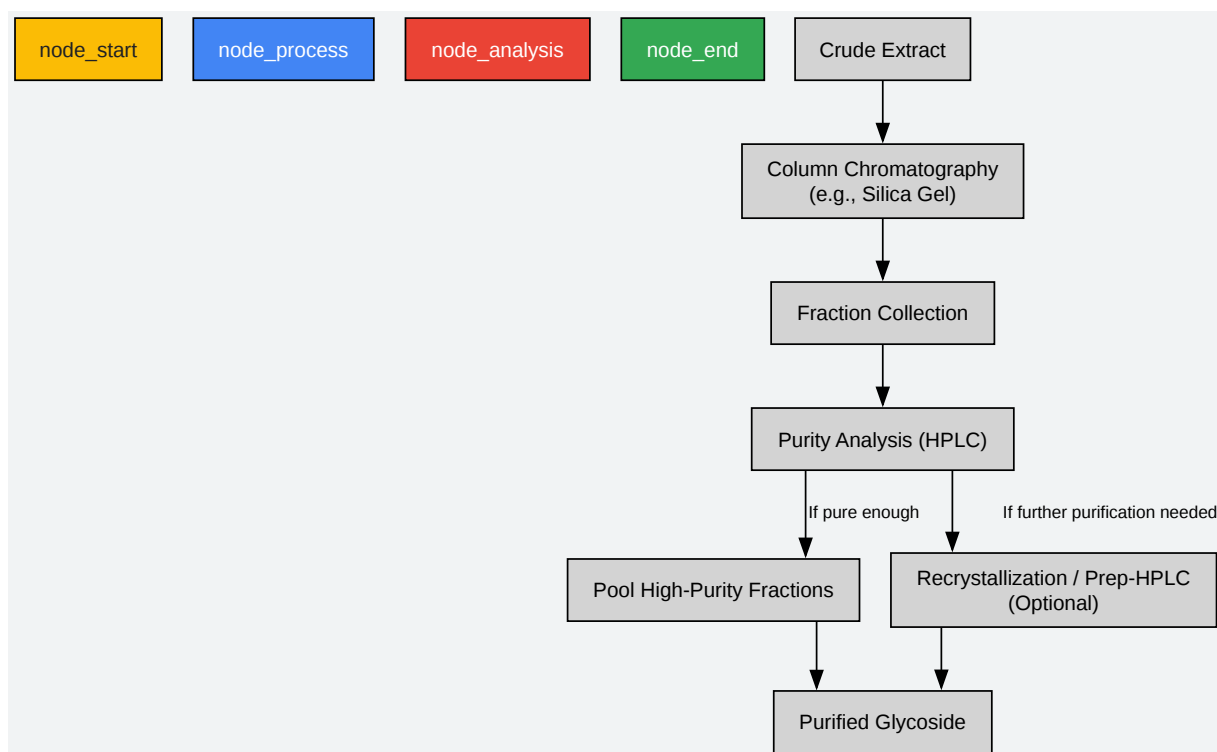 node_start
node_process
node_analysis
node_end
Crude Extract
Column Chromatography
(e.g., Silica Gel)
Fraction Collection
Purity Analysis (HPLC)
If pure enough
If further purification needed
Pool High-Purity Fractions
Recrystallization / Prep-HPLC
(Optional)
Purified Glycoside